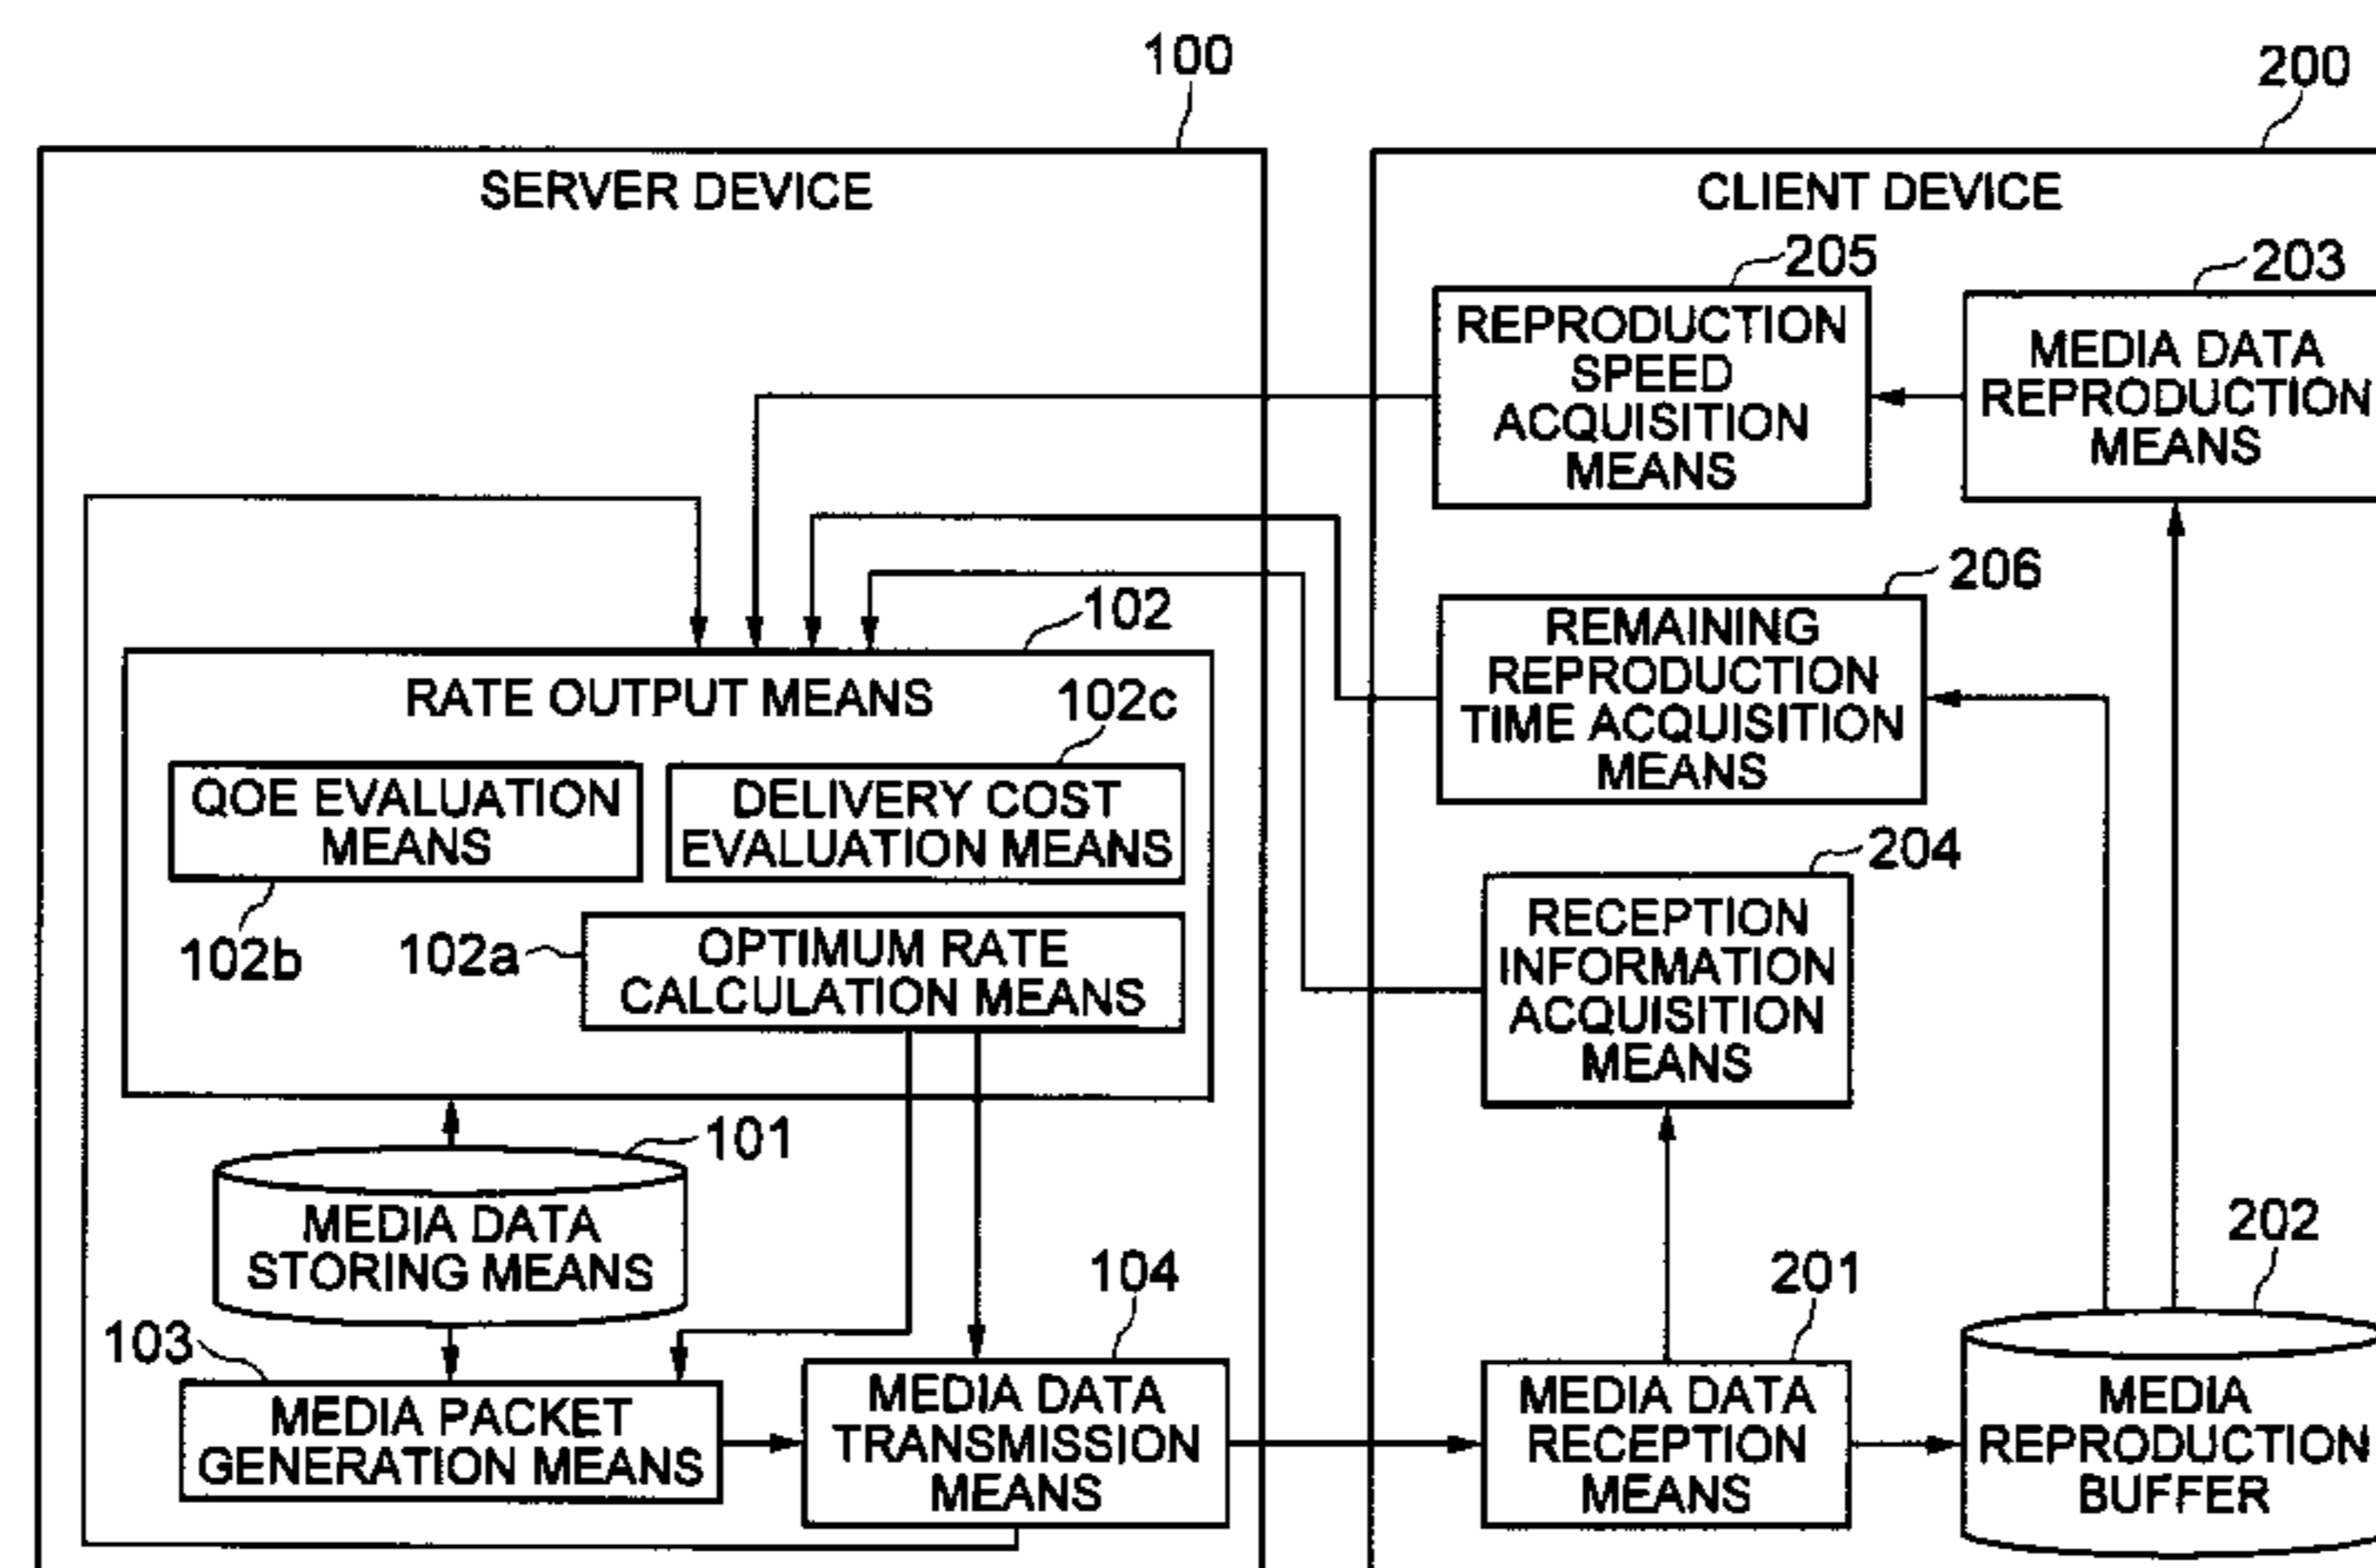 100
200
SERVER DEVICE
CLIENT DEVICE
205
203
REPRODUCTION
SPEED
ACQUISITION
MEANS
MEDIA DATA
REPRODUCTION
MEANS
206
102
REMAINING
REPRODUCTION
TIME ACQUISITION
MEANS
RATE OUTPUT MEANS
102c
QOE EVALUATION
MEANS
DELIVERY COST
EVALUATION MEANS
204
102b
102a
OPTIMUM RATE
CALCULATION MEANS
RECEPTION
INFORMATION
ACQUISITION
MEANS
101
MEDIA DATA
STORING MEANS
104
201
202
103
MEDIA PACKET
GENERATION MEANS
MEDIA DATA
TRANSMISSION
MEANS
MEDIA DATA
RECEPTION
MEANS
MEDIA
REPRODUCTION
BUFFER